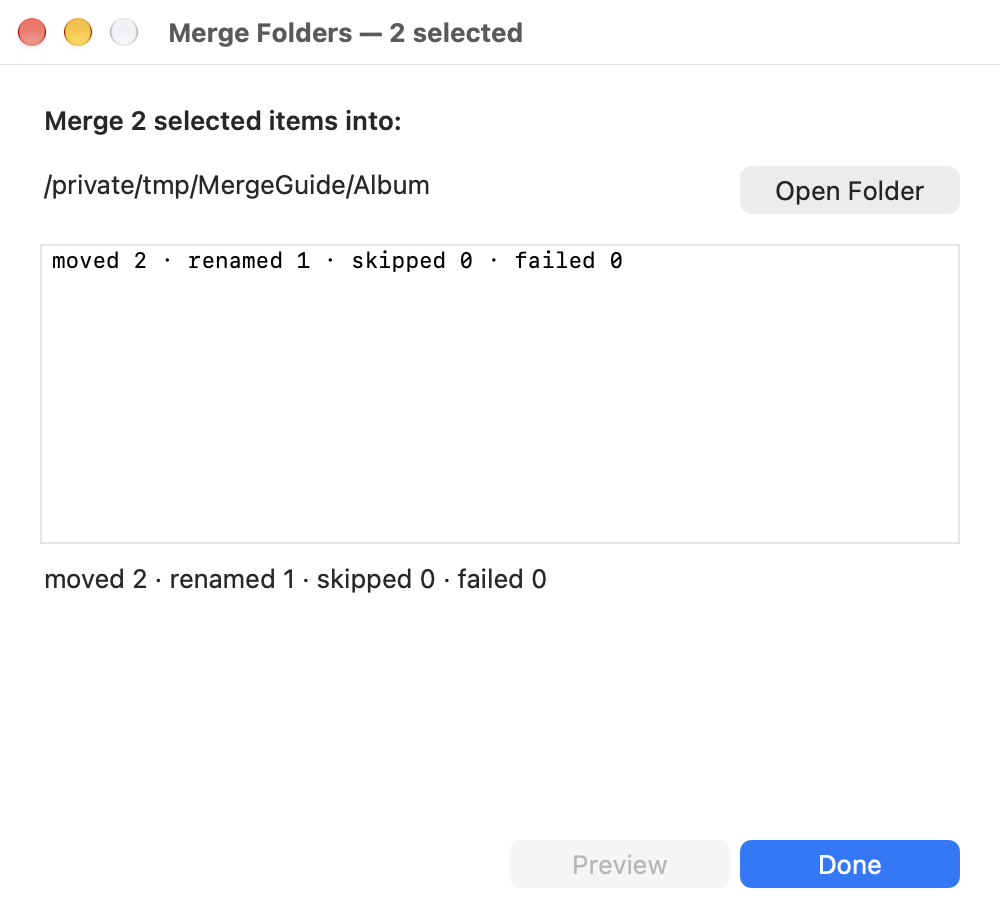 Merge Folders — 2 selected
Merge 2 selected items into:
/private/tmp/MergeGuide/Album
Open Folder
moved 2 · renamed 1 · skipped 0 · failed 0
moved 2 · renamed 1 · skipped 0 · failed 0
Preview
Done